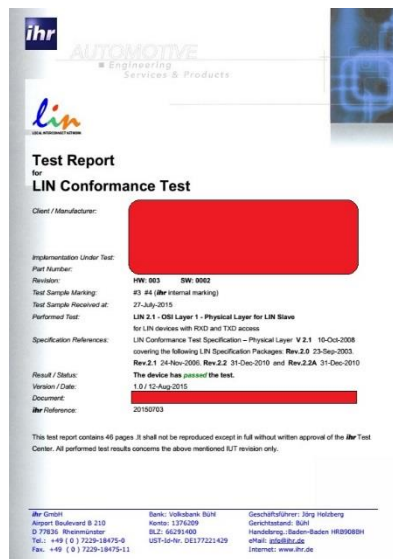 ihr
AUTOMOTIVE
Engineering
Services & Products
lin
LOCAL INTERCONNECT NETWORK
Test Report
for
LIN Conformance Test
Client / Manufacturer:
Implementation Under Test:
Part Number:
Revision: HW: 003 SW: 0002
Test Sample Marking: #3 #4 (ihr internal marking)
Test Sample Received at: 27-July-2015
Performed Test: LIN 2.1 - OSI Layer 1 - Physical Layer for LIN Slave
for LIN devices with RXD and TXD access
Specification References: LIN Conformance Test Specification – Physical Layer V 2.1 10-Oct-2008
covering the following LIN Specification Packages: Rev.2.0 23-Sep-2003.
Rev.2.1 24-Nov-2006, Rev.2.2 31-Dec-2010 and Rev.2.2A 31-Dec-2010
Result / Status: The device has passed the test.
Version / Date: 1.0 / 12-Aug-2015
Document:
ihr Reference: 20150703
This test report contains 46 pages .It shall not be reproduced except in full without written approval of the ihr Test
Center. All performed test results concerns the above mentioned IUT revision only.
ihr GmbH Bank: Volksbank Bühl Geschäftsführer: Jörg Holzberg
Airport Boulevard B 210 Konto: 1376209 Gerichtsstand: Bühl
D 77836 Rheinmünster BLZ: 66291400 Handelsreg.:Baden-Baden HRB908BH
Tel.: +49 ( 0 ) 7229-18475-0 UST-Id-Nr. DE177221429 eMail: info@ihr.de
Fax. +49 ( 0 ) 7229-18475-11 Internet: www.ihr.de